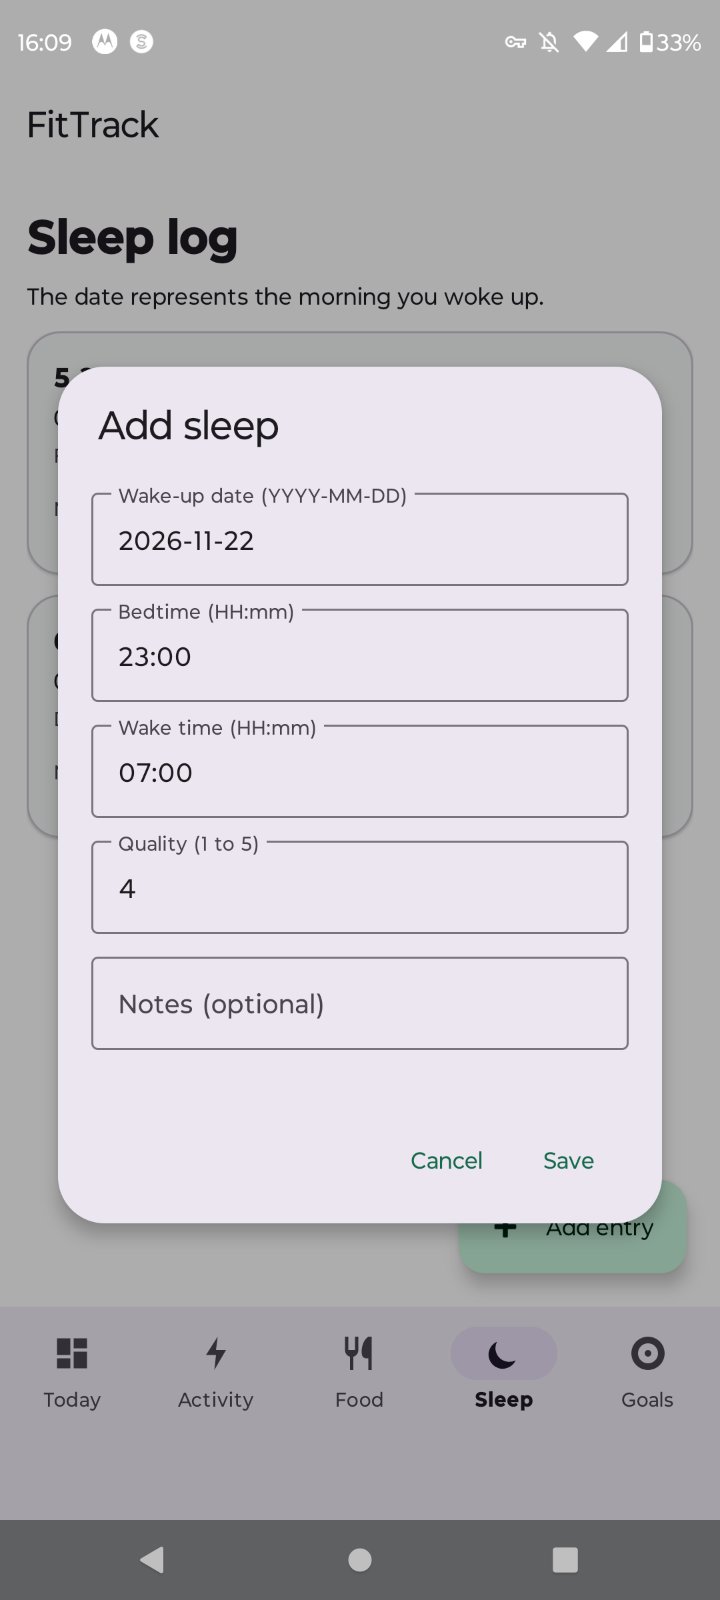 16:09
33%
FitTrack
Sleep log
The date represents the morning you woke up.
Add sleep
Wake-up date (YYYY-MM-DD)
2026-11-22
Bedtime (HH:mm)
23:00
Wake time (HH:mm)
07:00
Quality (1 to 5)
4
Notes (optional)
Cancel
Save
Add entry
Today
Activity
Food
Sleep
Goals